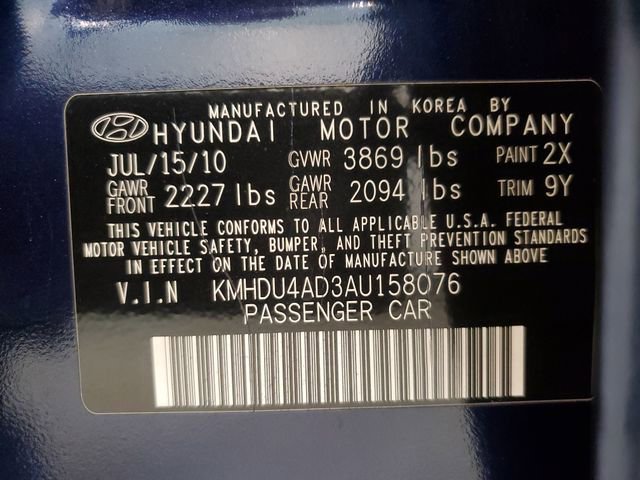 MANUFACTURED IN KOREA BY
HYUNDAI MOTOR COMPANY
JUL/15/10 GVWR 3869 lbs PAINT 2X
GAWR FRONT 2227 lbs GAWR REAR 2094 lbs TRIM 9Y
THIS VEHICLE CONFORMS TO ALL APPLICABLE U.S.A. FEDERAL
MOTOR VEHICLE SAFETY, BUMPER, AND THEFT PREVENTION STANDARDS
IN EFFECT ON THE DATE OF MANUFACTURE SHOWN ABOVE
V.I.N KMHDU4AD3AU158076
PASSENGER CAR